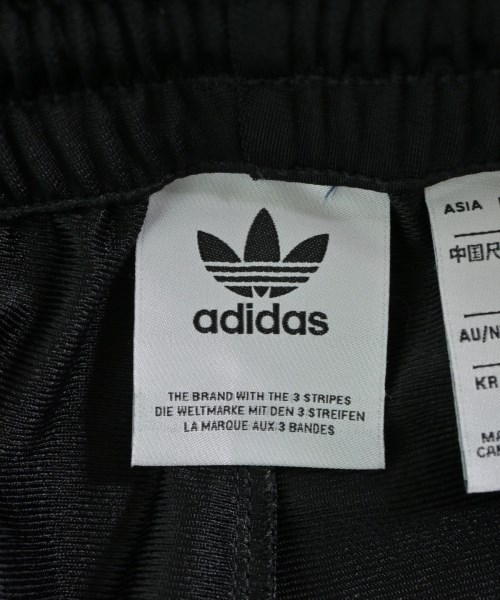 adidas
THE BRAND WITH THE 3 STRIPES
DIE WELTMARKE MIT DEN 3 STREIFEN
LA MARQUE AUX 3 BANDES
ASIA
中国尺
AU/N
KR
MA
CAN